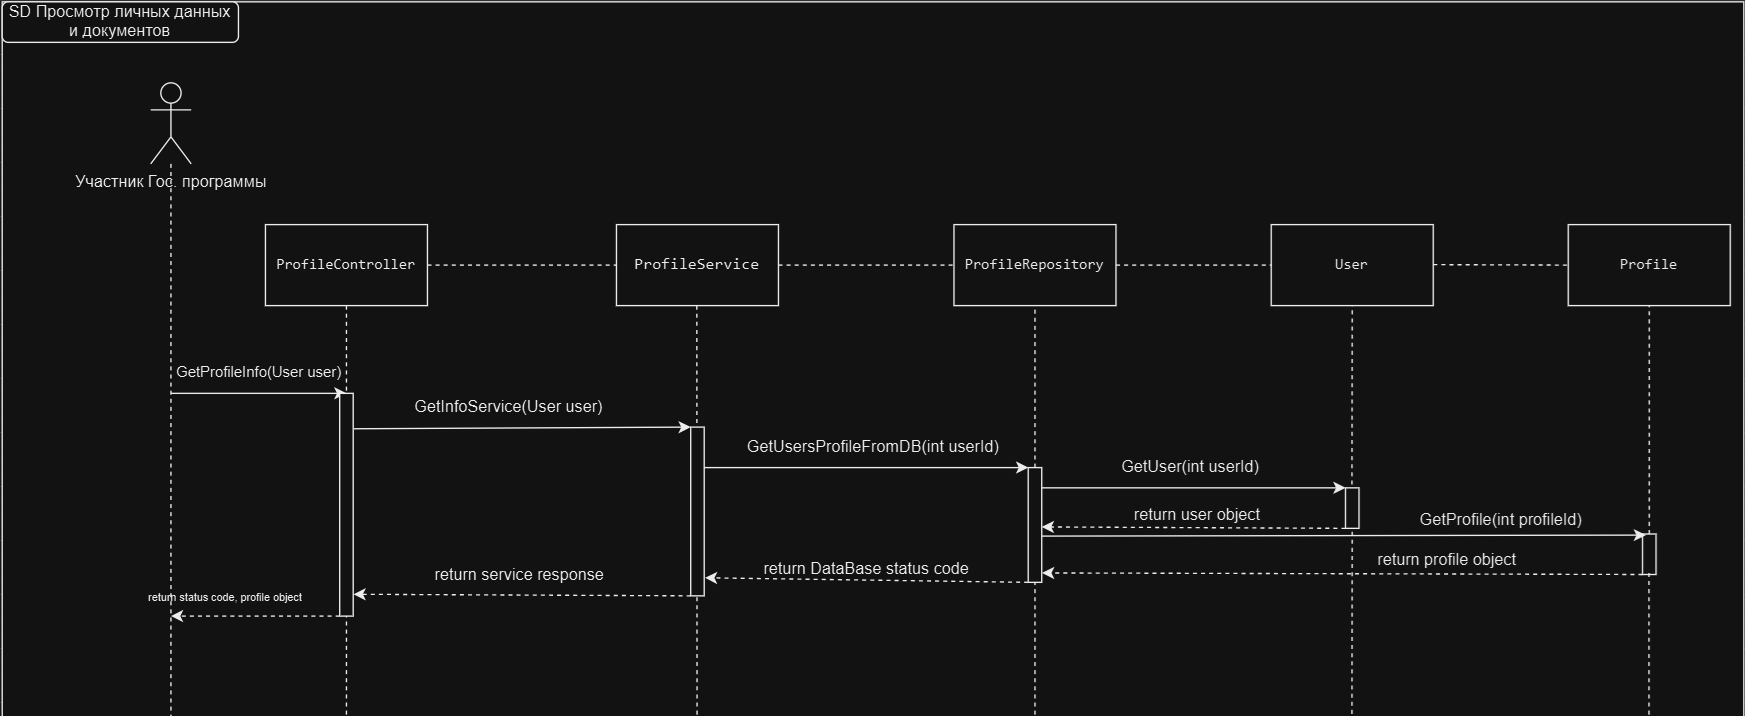 SD Просмотр личных данных
и документов
Участник Гос. программы
ProfileController
ProfileService
ProfileRepository
User
Profile
GetProfileInfo(User user)
GetInfoService(User user)
GetUsersProfileFromDB(int userId)
GetUser(int userId)
return user object
GetProfile(int profileId)
return profile object
return DataBase status code
return service response
return status code, profile object